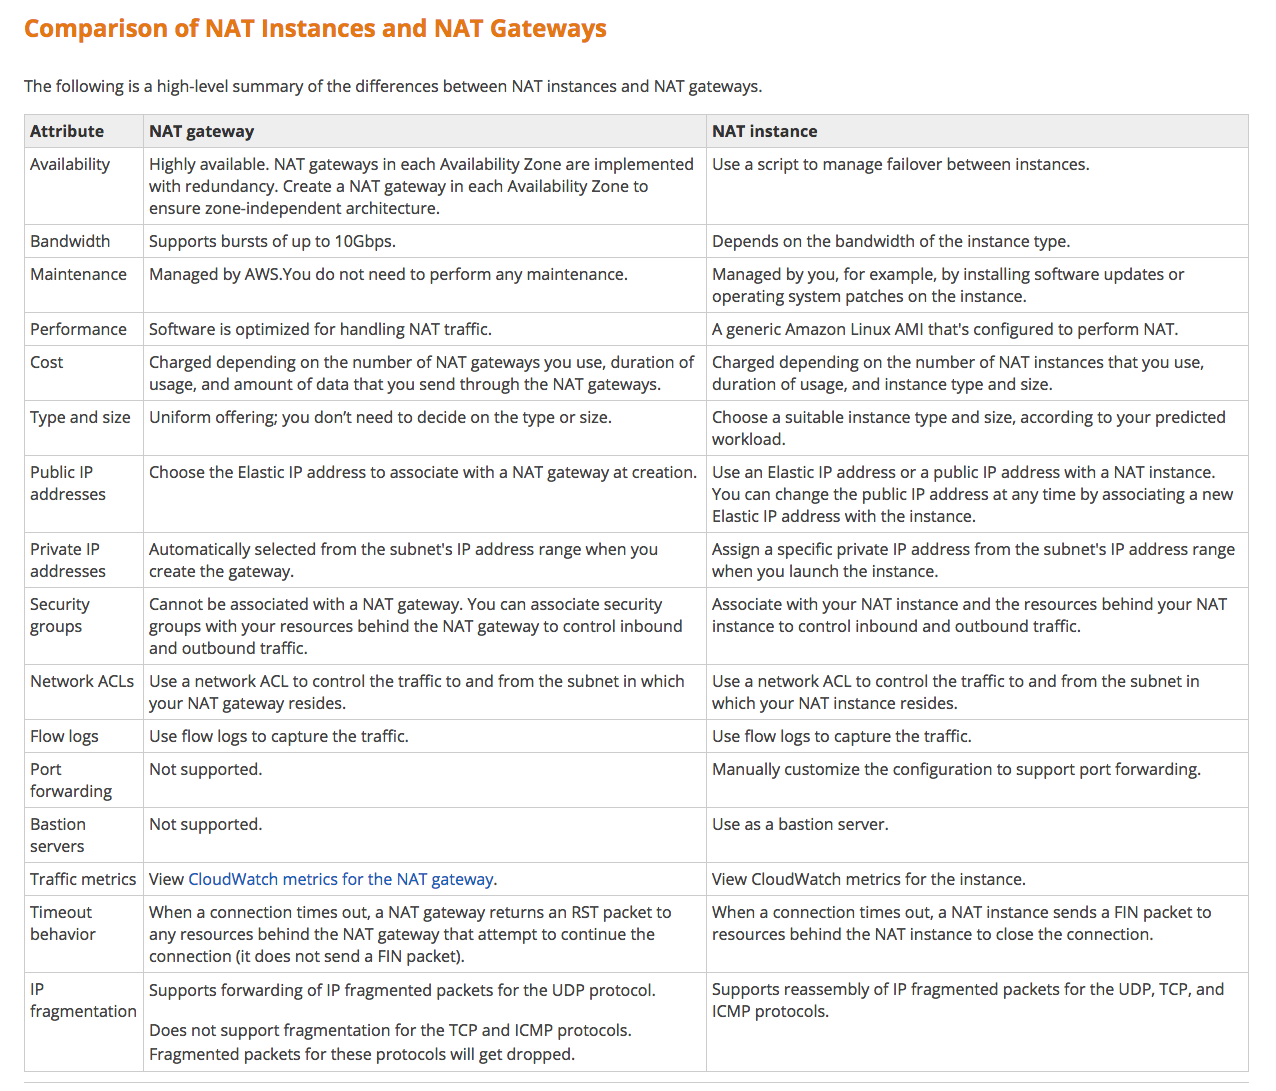 Comparison of NAT Instances and NAT Gateways
The following is a high-level summary of the differences between NAT instances and NAT gateways.
Attribute
NAT gateway
NAT instance
Availability
Highly available. NAT gateways in each Availability Zone are implemented
with redundancy. Create a NAT gateway in each Availability Zone to
ensure zone-independent architecture.
Use a script to manage failover between instances.
Bandwidth
Supports bursts of up to 10Gbps.
Depends on the bandwidth of the instance type.
Maintenance
Managed by AWS.You do not need to perform any maintenance.
Managed by you, for example, by installing software updates or
operating system patches on the instance.
Performance
Software is optimized for handling NAT traffic.
A generic Amazon Linux AMI that's configured to perform NAT.
Cost
Charged depending on the number of NAT gateways you use, duration of
usage, and amount of data that you send through the NAT gateways.
Charged depending on the number of NAT instances that you use,
duration of usage, and instance type and size.
Type and size
Uniform offering; you don’t need to decide on the type or size.
Choose a suitable instance type and size, according to your predicted
workload.
Public IP
addresses
Choose the Elastic IP address to associate with a NAT gateway at creation.
Use an Elastic IP address or a public IP address with a NAT instance.
You can change the public IP address at any time by associating a new
Elastic IP address with the instance.
Private IP
addresses
Automatically selected from the subnet's IP address range when you
create the gateway.
Assign a specific private IP address from the subnet's IP address range
when you launch the instance.
Security
groups
Cannot be associated with a NAT gateway. You can associate security
groups with your resources behind the NAT gateway to control inbound
and outbound traffic.
Associate with your NAT instance and the resources behind your NAT
instance to control inbound and outbound traffic.
Network ACLs
Use a network ACL to control the traffic to and from the subnet in which
your NAT gateway resides.
Use a network ACL to control the traffic to and from the subnet in
which your NAT instance resides.
Flow logs
Use flow logs to capture the traffic.
Use flow logs to capture the traffic.
Port
forwarding
Not supported.
Manually customize the configuration to support port forwarding.
Bastion
servers
Not supported.
Use as a bastion server.
Traffic metrics
View CloudWatch metrics for the NAT gateway.
View CloudWatch metrics for the instance.
Timeout
behavior
When a connection times out, a NAT gateway returns an RST packet to
any resources behind the NAT gateway that attempt to continue the
connection (it does not send a FIN packet).
When a connection times out, a NAT instance sends a FIN packet to
resources behind the NAT instance to close the connection.
IP
fragmentation
Supports forwarding of IP fragmented packets for the UDP protocol.
Does not support fragmentation for the TCP and ICMP protocols.
Fragmented packets for these protocols will get dropped.
Supports reassembly of IP fragmented packets for the UDP, TCP, and
ICMP protocols.